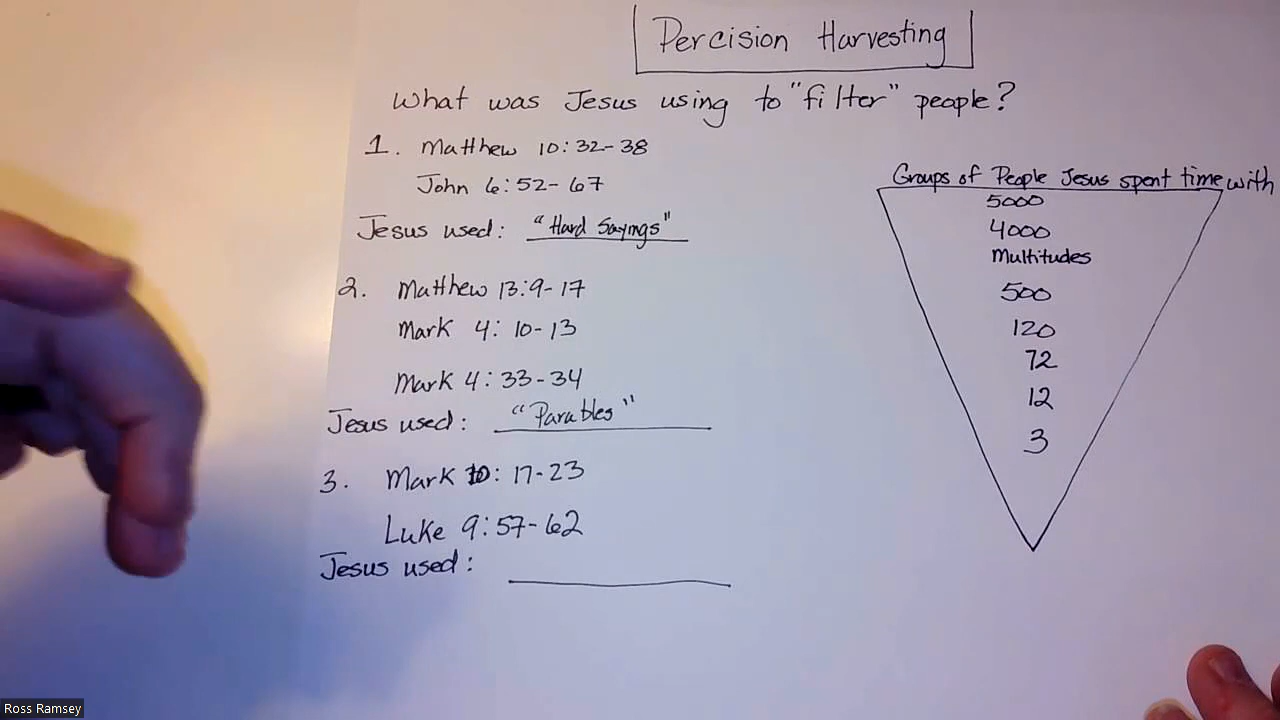 Percision Harvesting
What was Jesus using to "filter" people?
1. Matthew 10:32-38
John 6:52-67
Jesus used: "Hard Sayings"
2. Matthew 13:9-17
Mark 4:10-13
Mark 4:33-34
Jesus used: "Parables"
3. Mark 10:17-23
Luke 9:57-62
Jesus used:
Groups of People Jesus spent time with
5000
4000
Multitudes
500
120
72
12
3
Ross Ramsey